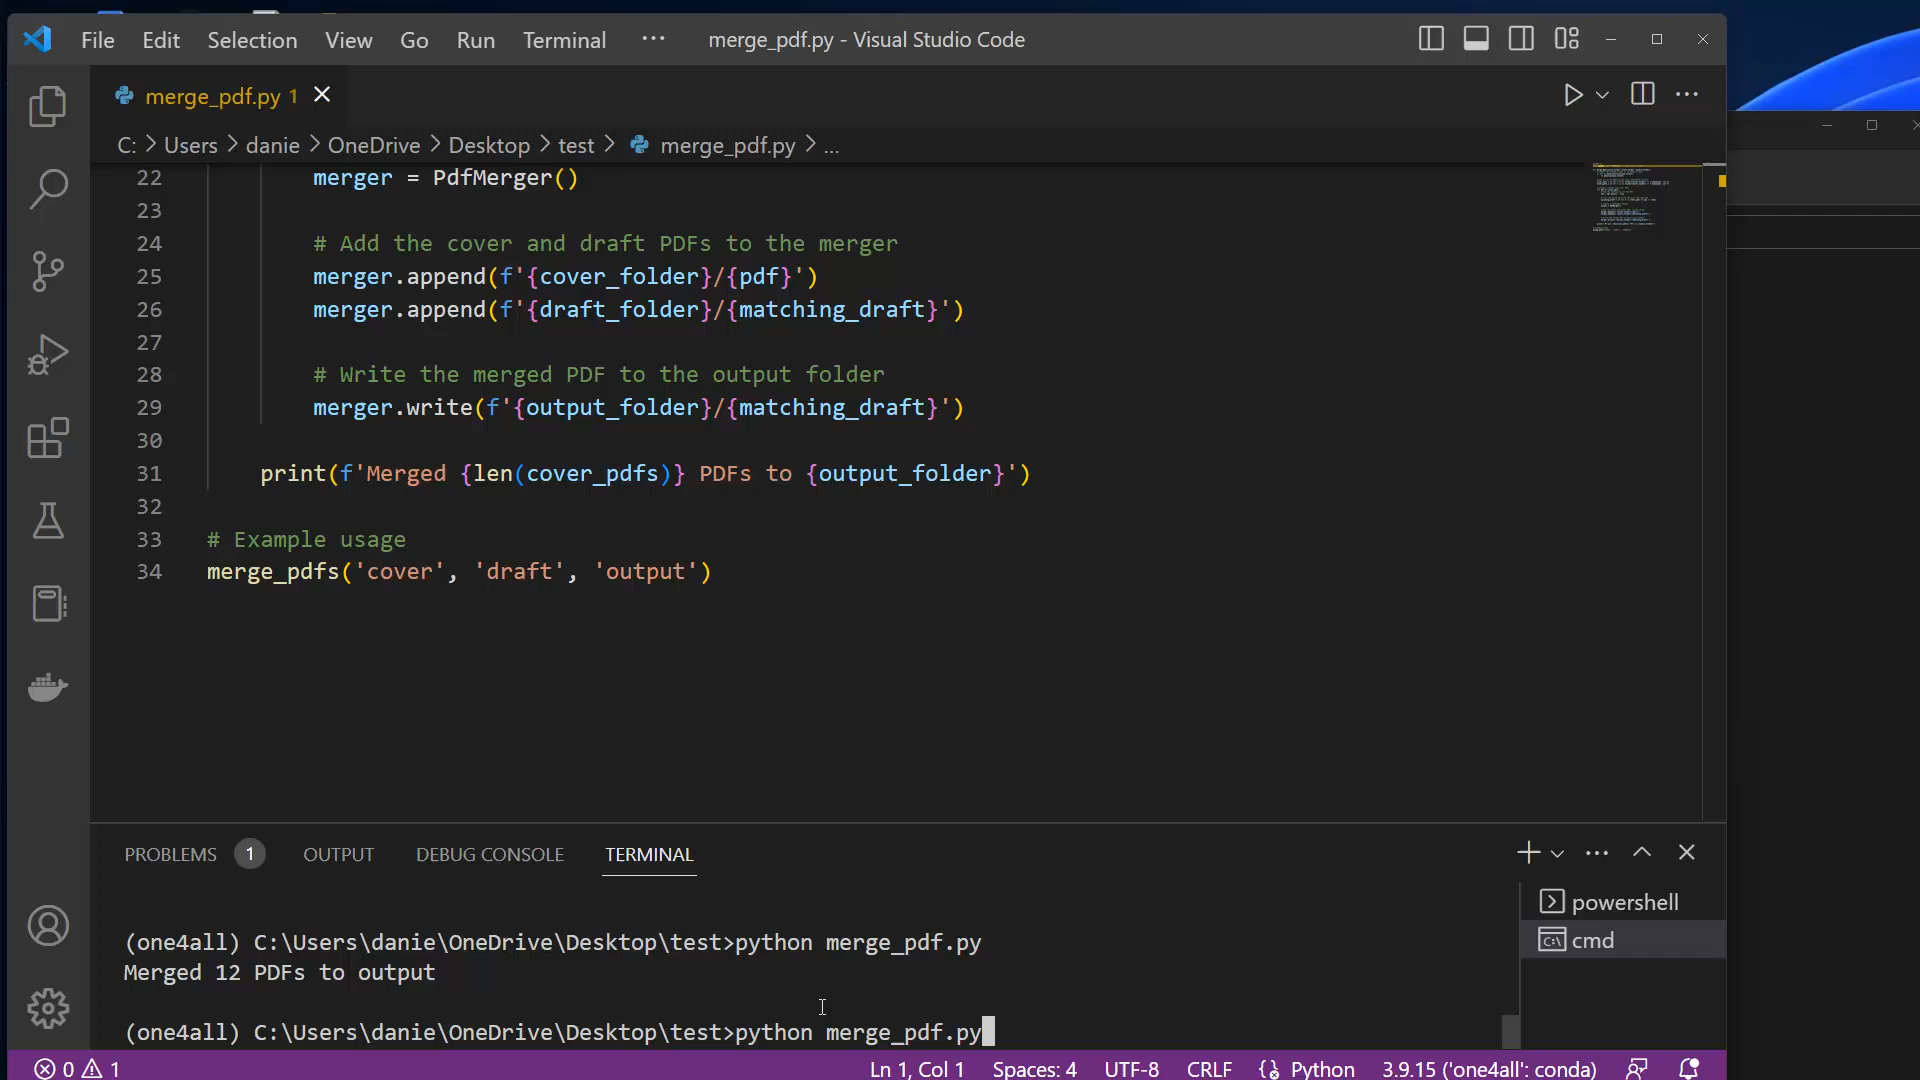 File Edit Selection View Go Run Terminal ··· merge_pdf.py - Visual Studio Code
merge_pdf.py 1
C: > Users > danie > OneDrive > Desktop > test > merge_pdf.py > ...
22 merger = PdfMerger()
23
24 # Add the cover and draft PDFs to the merger
25 merger.append(f'{cover_folder}/{pdf}')
26 merger.append(f'{draft_folder}/{matching_draft}')
27
28 # Write the merged PDF to the output folder
29 merger.write(f'{output_folder}/{matching_draft}')
30
31 print(f'Merged {len(cover_pdfs)} PDFs to {output_folder}')
32
33 # Example usage
34 merge_pdfs('cover', 'draft', 'output')
PROBLEMS 1 OUTPUT DEBUG CONSOLE TERMINAL
powershell
cmd
(one4all) C:\Users\danie\OneDrive\Desktop\test>python merge_pdf.py
Merged 12 PDFs to output
(one4all) C:\Users\danie\OneDrive\Desktop\test>python merge_pdf.py
0 1 Ln 1, Col 1 Spaces: 4 UTF-8 CRLF Python 3.9.15 ('one4all': conda)